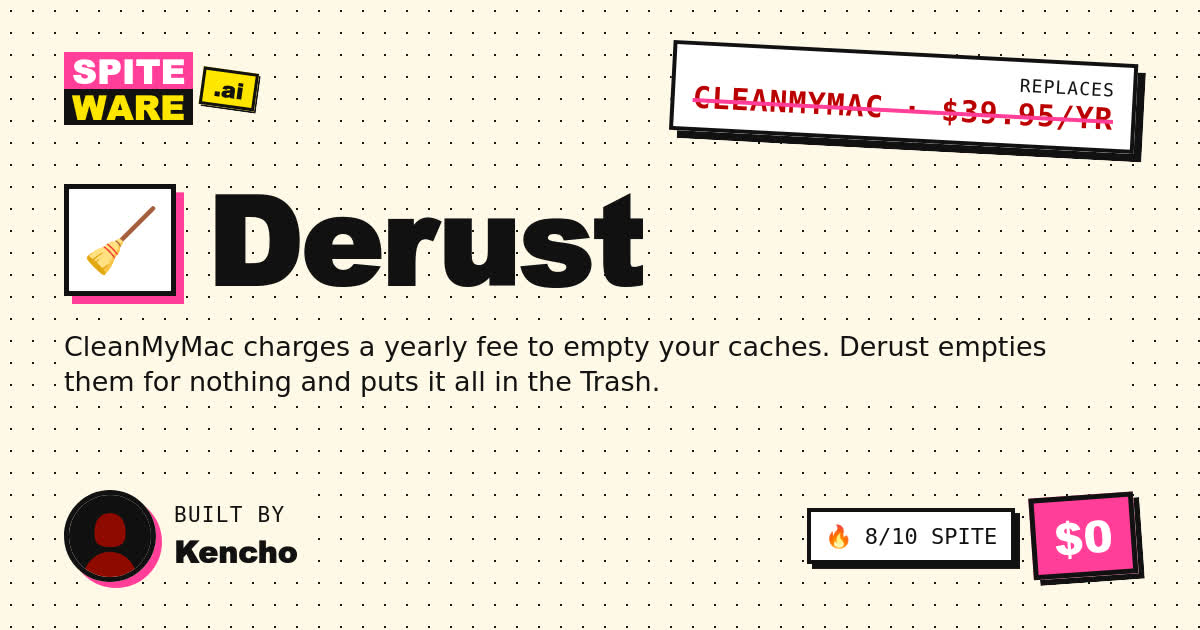 SPITE
WARE
.ai
REPLACES
CLEANMYMAC · $39.95/YR
Derust
CleanMyMac charges a yearly fee to empty your caches. Derust empties
them for nothing and puts it all in the Trash.
BUILT BY
Kencho
8/10 SPITE
$0